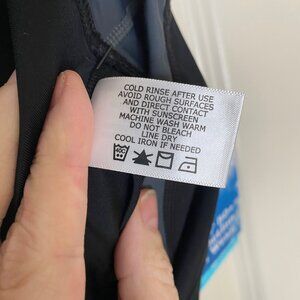 COLD RINSE AFTER USE
AVOID ROUGH SURFACES
AND DIRECT CONTACT
WITH SUNSCREEN
MACHINE WASH WARM
DO NOT BLEACH
LINE DRY
COOL IRON IF NEEDED